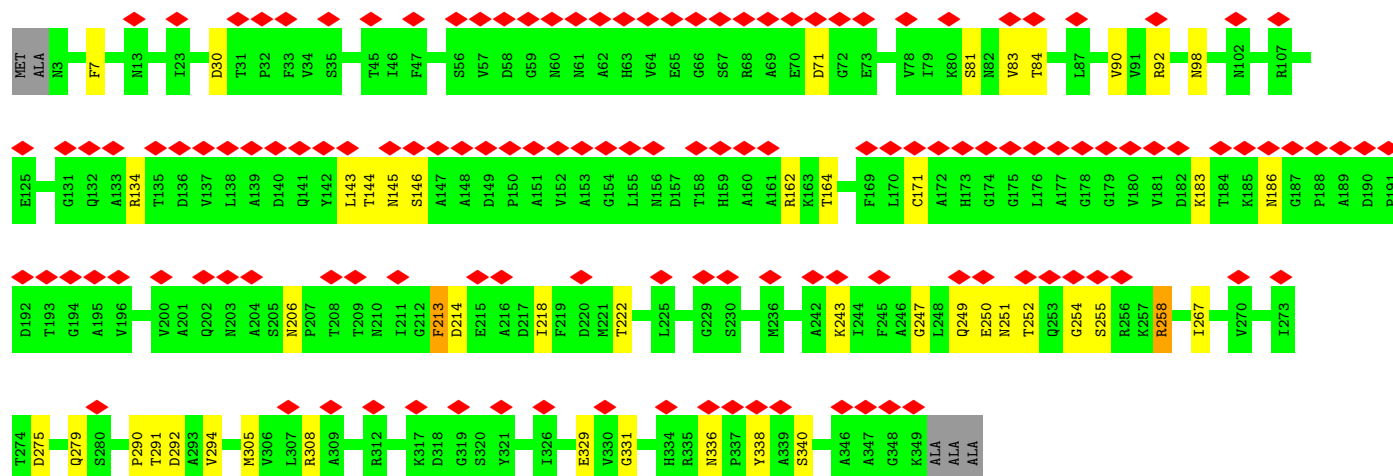 MET ALA N3 F7 N13 I23 D30 T31 P32 F33 V34 S35 T45 I46 F47 S56 V57 D58 G59 N60 N61 A62 H63 V64 E65 G66 S67 R68 A69 E70 D71 G72 E73 V78 I79 K80 S81 N82 V83 T84 L87 V90 V91 R92 N98 N102 R107
E125 G131 Q132 A133 R134 T135 D136 V137 L138 A139 D140 Q141 Y142 L143 T144 N145 S146 A147 A148 D149 P150 A151 V152 A153 G154 L155 N156 D157 T158 H159 A160 A161 R162 K163 T164 F169 L170 C171 A172 H173 G174 G175 L176 A177 G178 G179 V180 V181 D182 K183 T184 K185 N186 G187 P188 A189 D190
D192 T193 G194 A195 V196 V200 A201 Q202 N203 A204 S205 N206 P207 T208 T209 N210 I211 G212 F213 D214 E215 A216 D217 I218 F219 D220 M221 T222 L225 G229 S230 M236 A242 K243 I244 F245 A246 G247 L248 Q249 E250 N251 T252 Q253 G254 S255 R256 K257 R258 I267 V270 I273
T274 D275 Q279 S280 P290 T291 D292 A293 V294 M305 V306 L307 R308 A309 R312 K317 D318 G319 S320 Y321 I326 E329 V330 G331 H334 R335 N336 P337 Y338 A339 S340 A346 A347 G348 K349 ALA ALA ALA